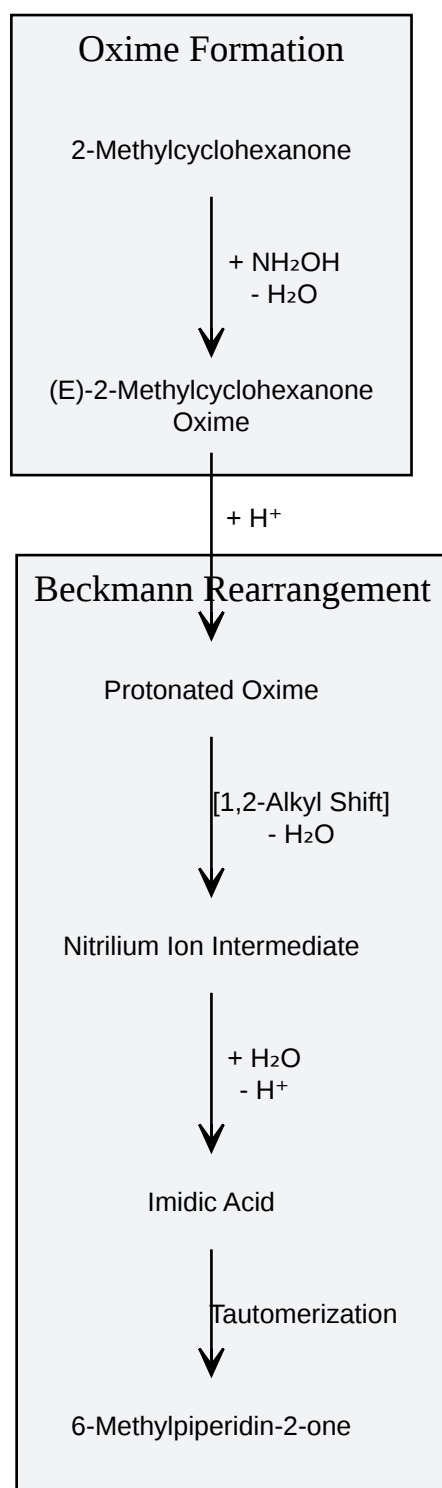 Oxime Formation
2-Methylcyclohexanone
+ NH₂OH
- H₂O
(E)-2-Methylcyclohexanone
Oxime
+ H⁺
Beckmann Rearrangement
Protonated Oxime
[1,2-Alkyl Shift]
- H₂O
Nitrilium Ion Intermediate
+ H₂O
- H⁺
Imidic Acid
Tautomerization
6-Methylpiperidin-2-one